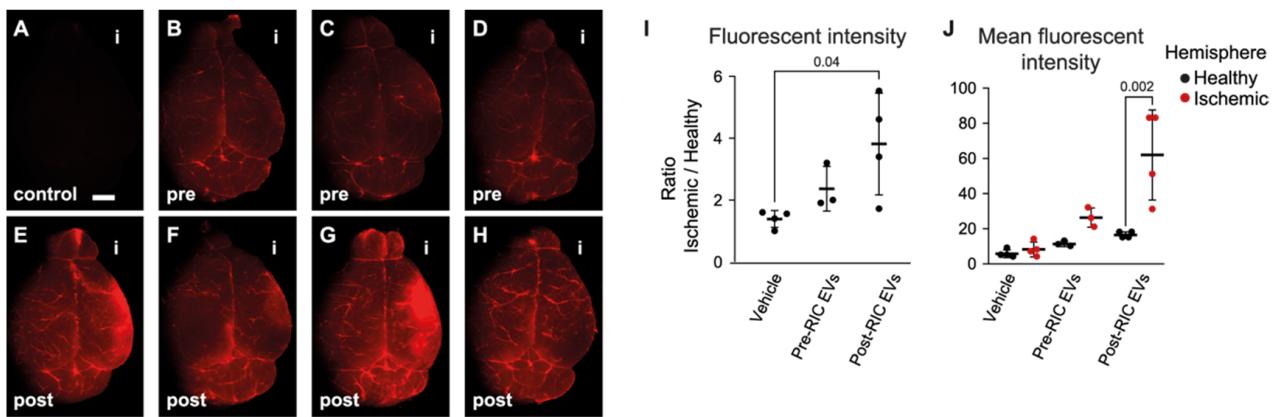 A i
control
B i
pre
C i
pre
D i
pre
E i
post
F i
post
G i
post
H i
post
I
Fluorescent intensity
0.04
6
4
2
0
Ratio
Ischemic / Healthy
Vehicle
Pre-RIC EVs
Post-RIC EVs
J
Mean fluorescent
intensity
0.002
100
80
60
40
20
0
Vehicle
Pre-RIC EVs
Post-RIC EVs
Hemisphere
Healthy
Ischemic